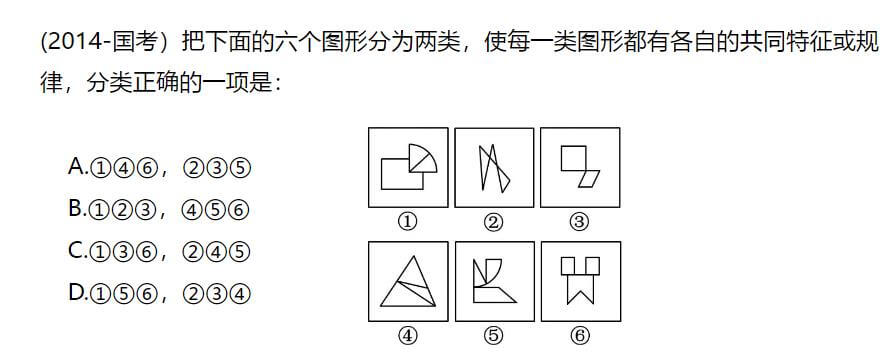 (2014-国考）把下面的六个图形分为两类，使每一类图形都有各自的共同特征或规
律，分类正确的一项是：
A.①④⑥，②③⑤
B.①②③，④⑤⑥
C.①③⑥，②④⑤
D.①⑤⑥，②③④
① ② ③
④ ⑤ ⑥